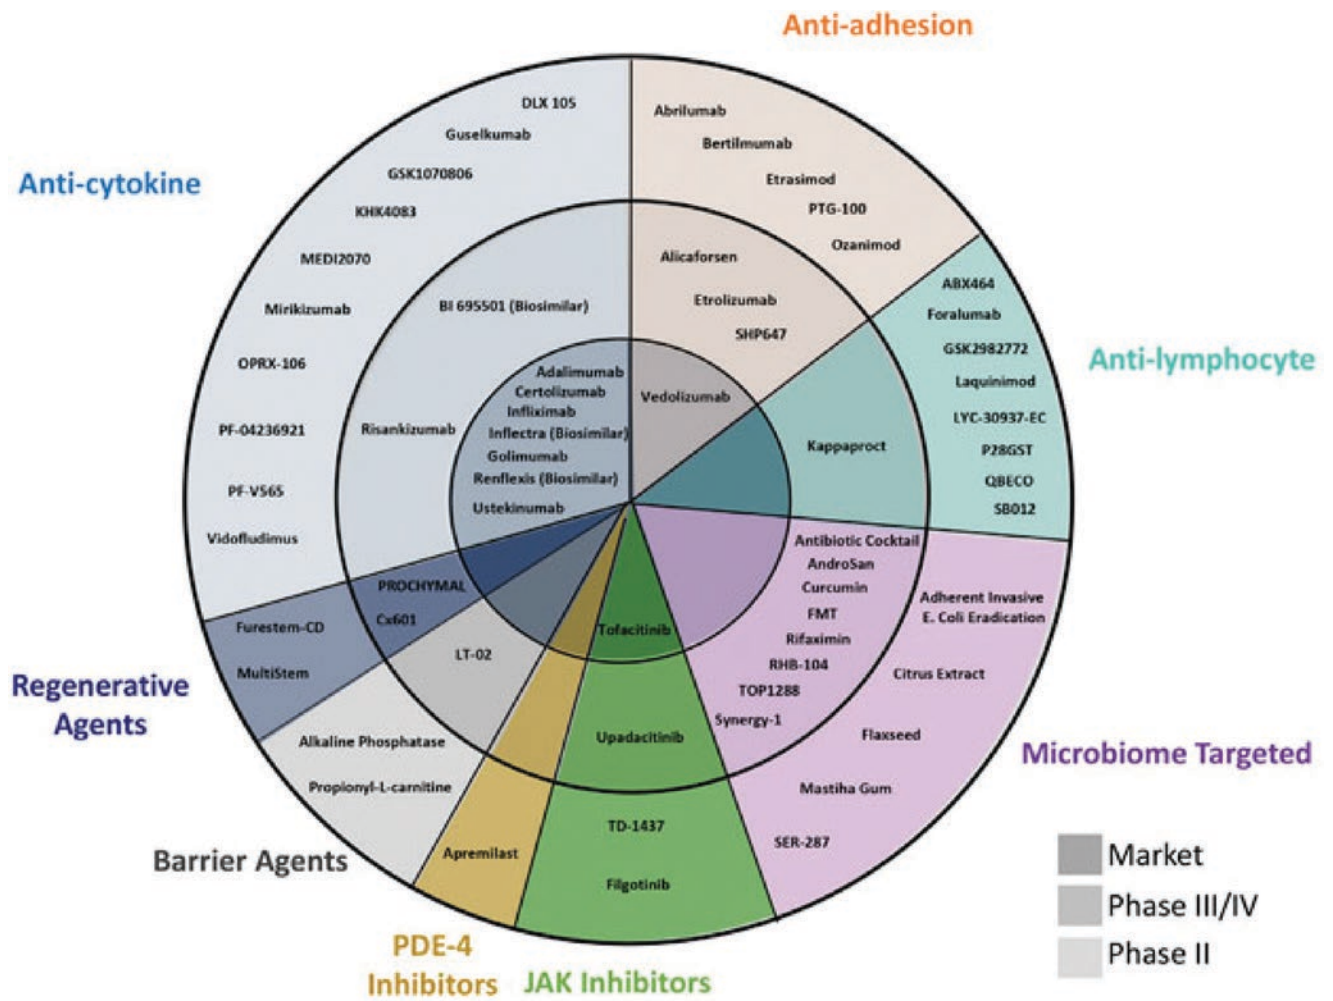 Anti-adhesion
Abrilumab
Bertilmumab
Etrasimod
PTG-100
Ozanimod
Alicaforsen
Etrolizumab
SHP647
Vedolizumab
Anti-lymphocyte
ABX464
Foralumab
GSK2982772
Laquinimod
LYC-30937-EC
P28GST
QBECO
SB012
Kappaproct
Microbiome Targeted
Antibiotic Cocktail
AndroSan
Curcumin
FMT
Rifaximin
RHB-104
TOP1288
Synergy-1
Adherent Invasive
E. Coli Eradication
Citrus Extract
Flaxseed
Mastiha Gum
SER-287
JAK Inhibitors
Tofacitinib
Upadacitinib
TD-1437
Filgotinib
PDE-4
Inhibitors
Apremilast
Barrier Agents
LT-02
Alkaline Phosphatase
Propionyl-L-carnitine
Regenerative
Agents
PROCHYMAL
Cx601
Furestem-CD
MultiStem
Anti-cytokine
DLX 105
Guselkumab
GSK1070806
KHK4083
MEDI2070
Mirikizumab
OPRX-106
PF-04236921
PF-V565
Vidofludimus
BI 695501 (Biosimilar)
Risankizumab
Adalimumab
Certolizumab
Infliximab
Inflectra (Biosimilar)
Golimumab
Renflexis (Biosimilar)
Ustekinumab
Market
Phase III/IV
Phase II